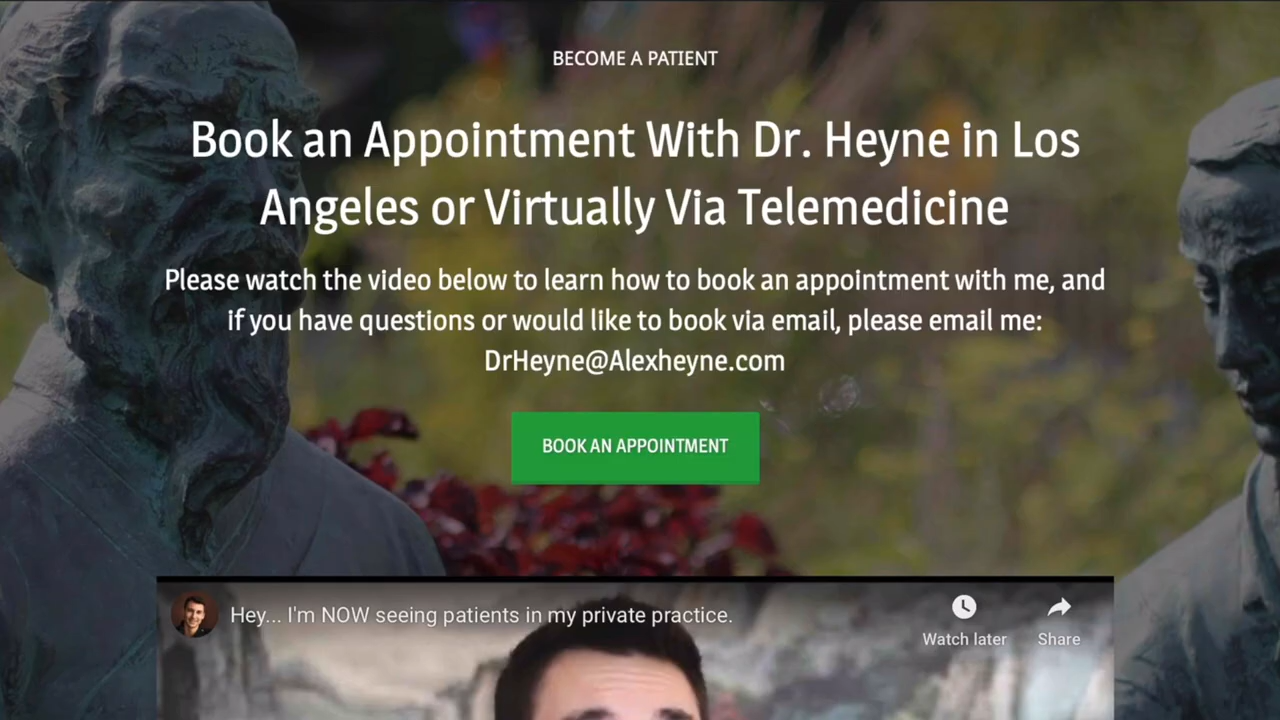 BECOME A PATIENT
Book an Appointment With Dr. Heyne in Los
Angeles or Virtually Via Telemedicine
Please watch the video below to learn how to book an appointment with me, and
if you have questions or would like to book via email, please email me:
DrHeyne@Alexheyne.com
BOOK AN APPOINTMENT
Hey... I'm NOW seeing patients in my private practice.
Watch later
Share